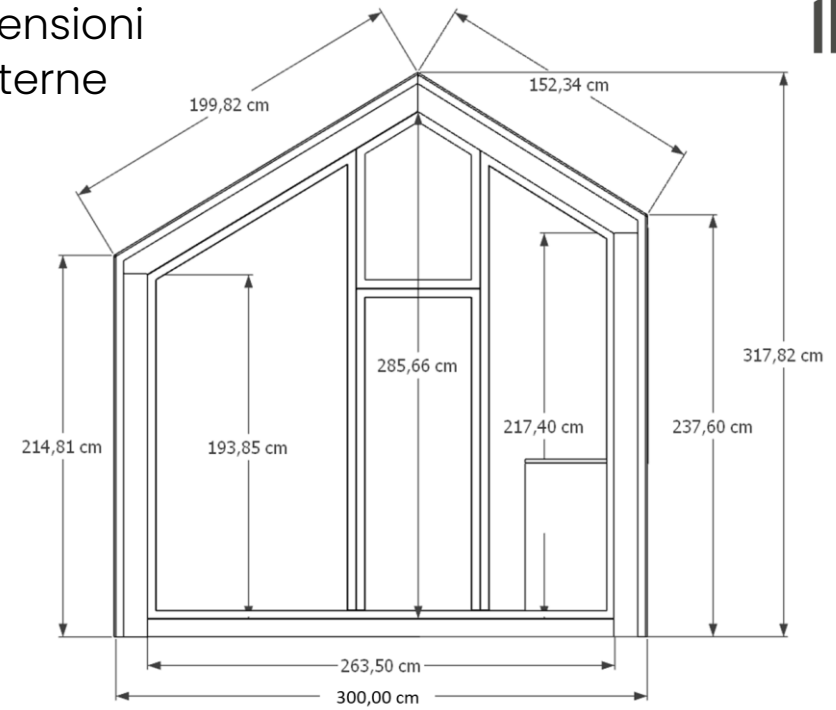 ensioni
terne
199,82 cm
152,34 cm
317,82 cm
285,66 cm
217,40 cm
237,60 cm
214,81 cm
193,85 cm
263,50 cm
300,00 cm